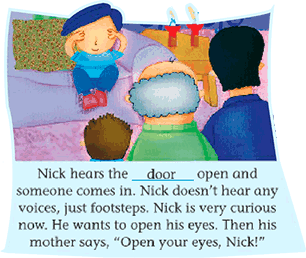 Nick hears the door open and
someone comes in. Nick doesn't hear any
voices, just footsteps. Nick is very curious
now. He wants to open his eyes. Then his
mother says, "Open your eyes, Nick!"